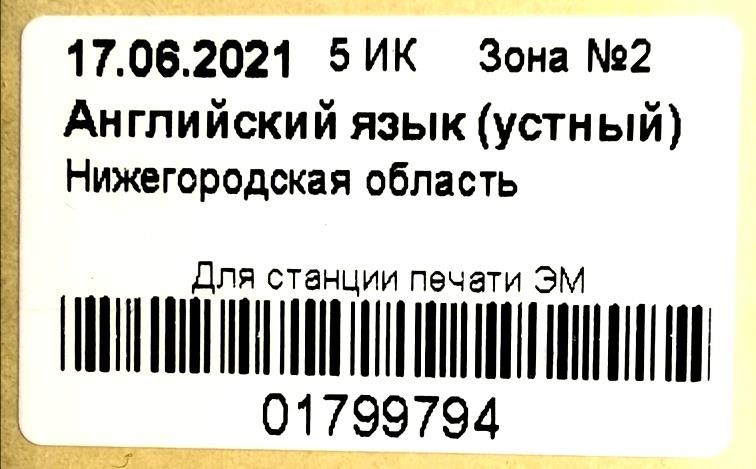 17.06.2021 5 ИК Зона №2
Английский язык (устный)
Нижегородская область
Для станции печати ЭМ
01799794